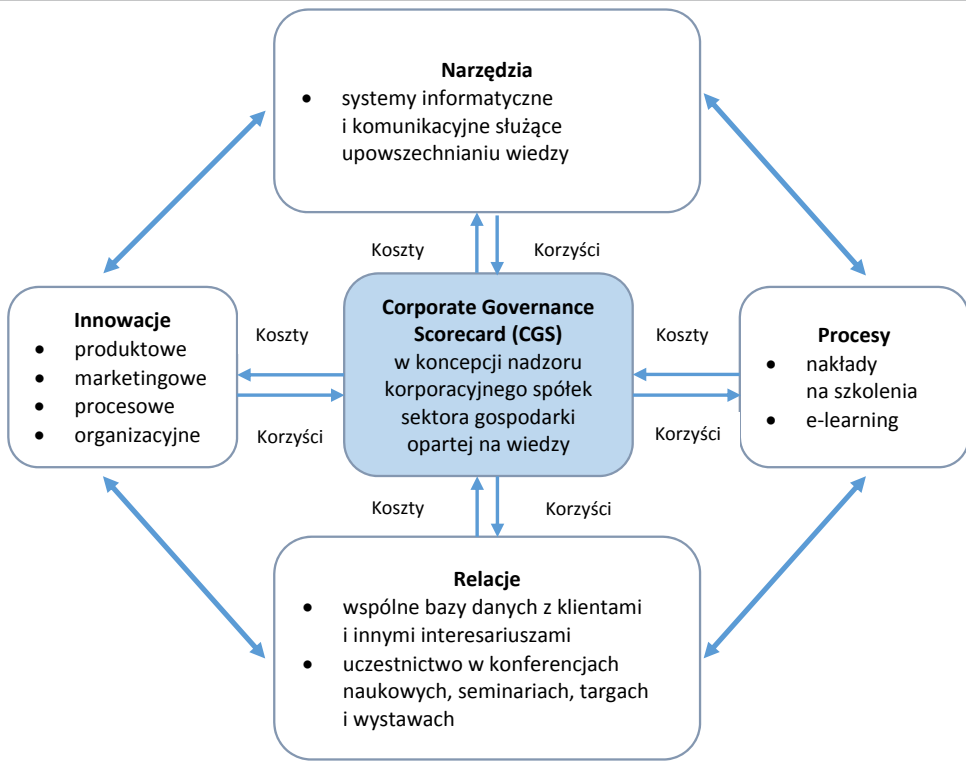 Narzędzia
• systemy informatyczne
i komunikacyjne służące
upowszechnianiu wiedzy
Koszty
Korzyści
Innowacje
• produktowe
• marketingowe
• procesowe
• organizacyjne
Koszty
Korzyści
Corporate Governance
Scorecard (CGS)
w koncepcji nadzoru
korporacyjnego spółek
sektora gospodarki
opartej na wiedzy
Koszty
Korzyści
Procesy
• nakłady
na szkolenia
• e-learning
Koszty
Korzyści
Relacje
• wspólne bazy danych z klientami
i innymi interesariuszami
• uczestnictwo w konferencjach
naukowych, seminariach, targach
i wystawach